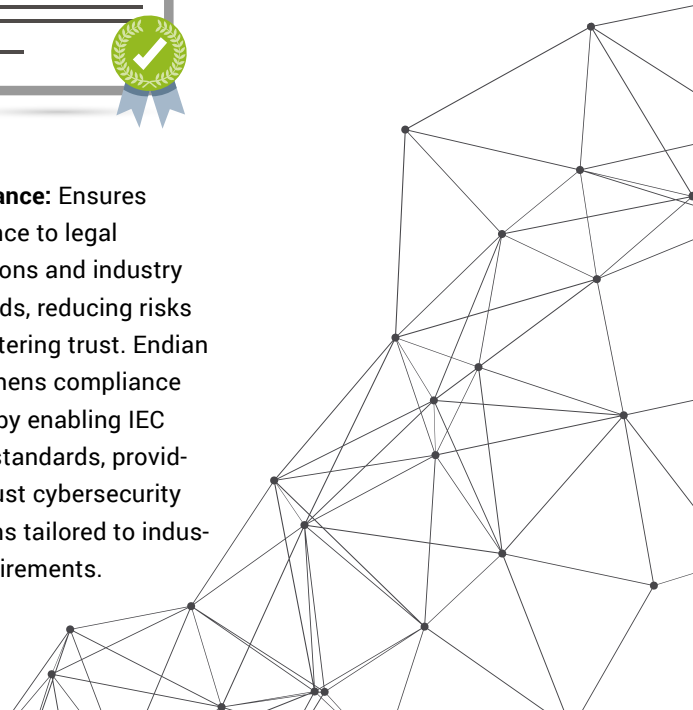 ance: Ensures
nce to legal
ons and industry
ds, reducing risks
tering trust. Endian
hens compliance
by enabling IEC
standards, provid-
ust cybersecurity
ns tailored to indus-
irements.